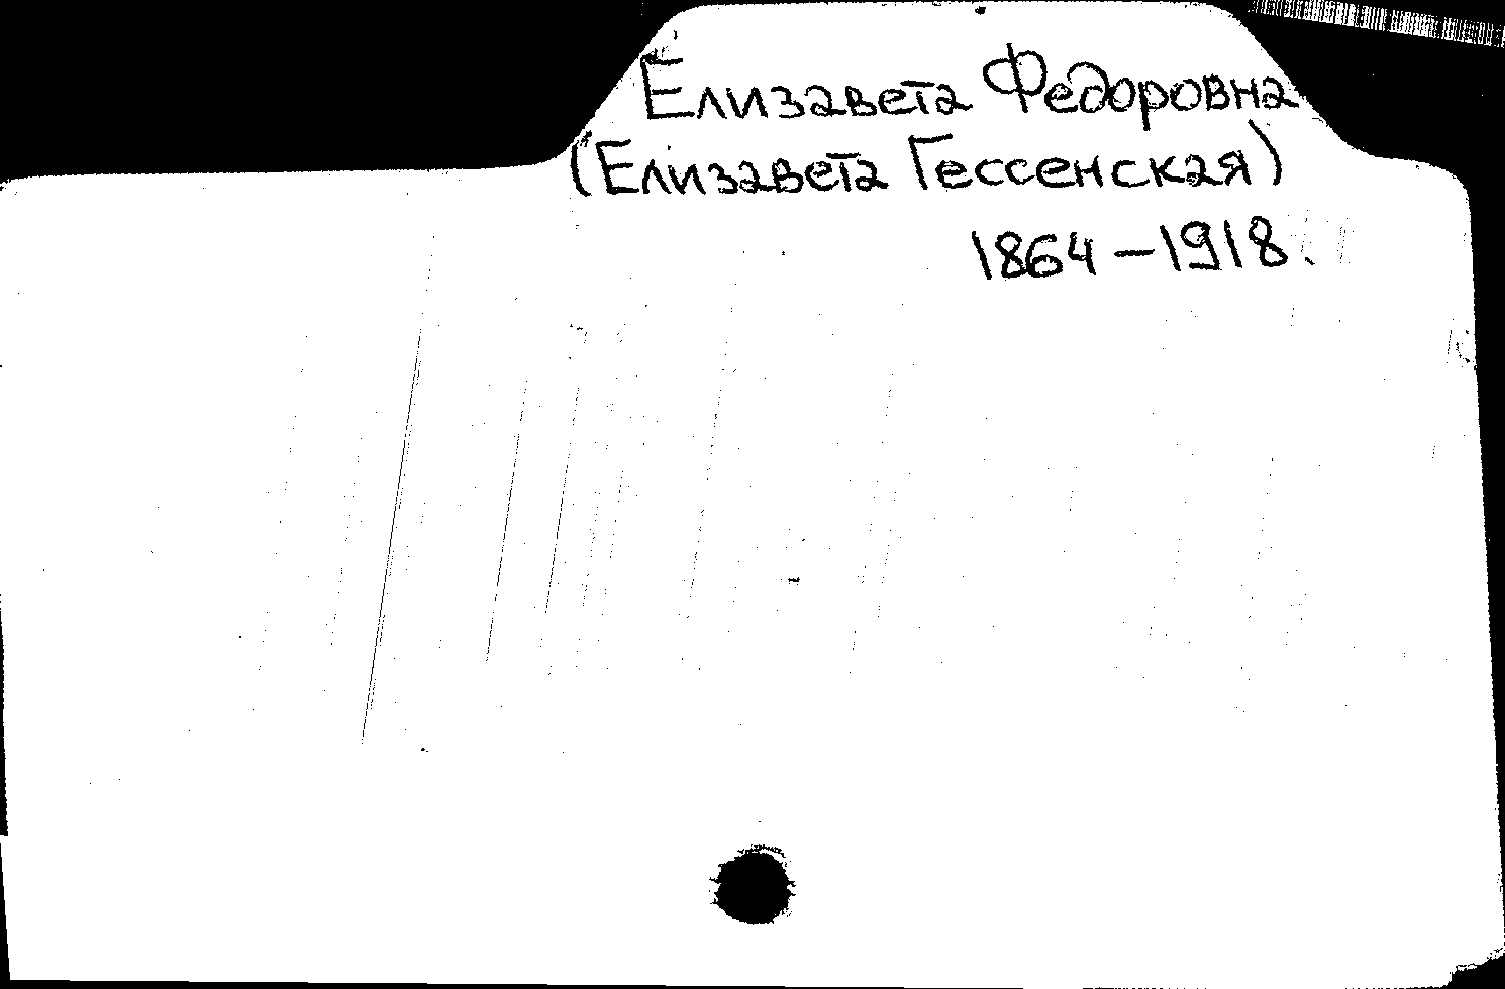 Елизавета Федоровна
(Елизавета Гессенская)
1864 – 1918.